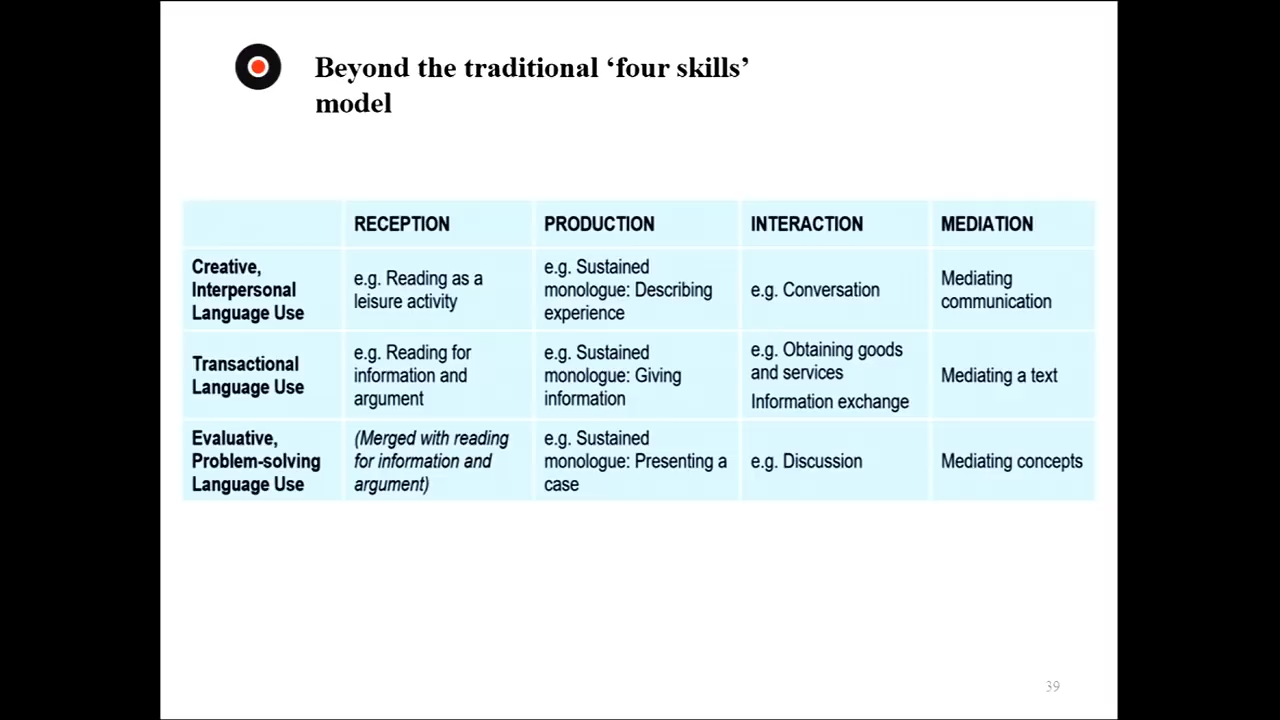 Beyond the traditional ‘four skills’
model
RECEPTION
PRODUCTION
INTERACTION
MEDIATION
Creative,
Interpersonal
Language Use
e.g. Reading as a
leisure activity
e.g. Sustained
monologue: Describing
experience
e.g. Conversation
Mediating
communication
Transactional
Language Use
e.g. Reading for
information and
argument
e.g. Sustained
monologue: Giving
information
e.g. Obtaining goods
and services
Information exchange
Mediating a text
Evaluative,
Problem-solving
Language Use
(Merged with reading
for information and
argument)
e.g. Sustained
monologue: Presenting a
case
e.g. Discussion
Mediating concepts
39